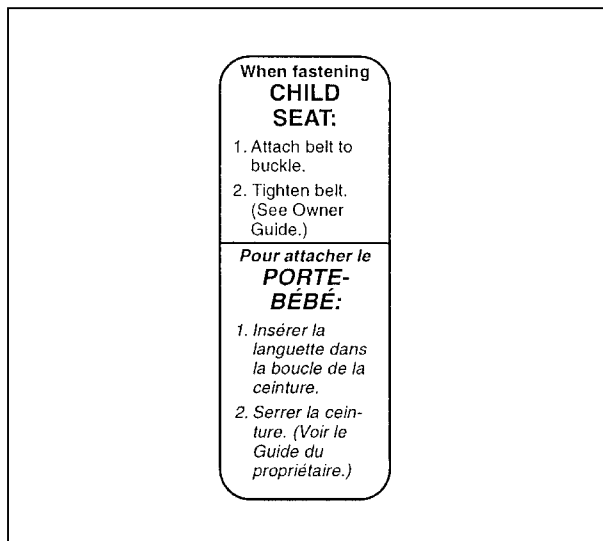 When fastening
CHILD
SEAT:
1. Attach belt to
buckle.
2. Tighten belt.
(See Owner
Guide.)
Pour attacher le
PORTE-
BÉBÉ:
1. Insérer la
languette dans
la boucle de la
ceinture.
2. Serrer la cein-
ture. (Voir le
Guide du
propriétaire.)